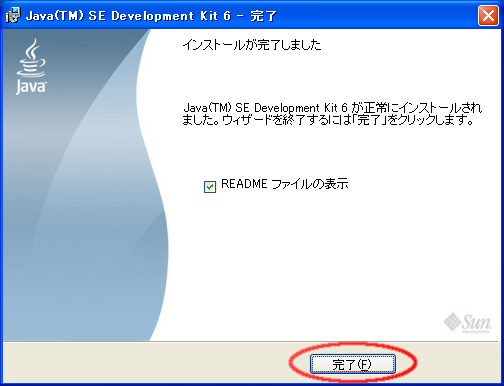 Java(TM) SE Development Kit 6 - 完了
Java
インストールが完了しました
Java(TM) SE Development Kit 6 が正常にインストールされ
ました。ウィザードを終了するには「完了」をクリックします。
README ファイルの表示
Sun
完了(F)